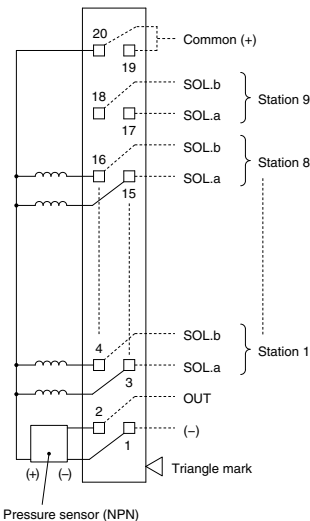 20
Common (+)
19
SOL.b
18
Station 9
SOL.a
17
SOL.b
16
Station 8
SOL.a
15
SOL.b
4
Station 1
SOL.a
3
OUT
2
(–)
1
Triangle mark
(+) (–)
Pressure sensor (NPN)